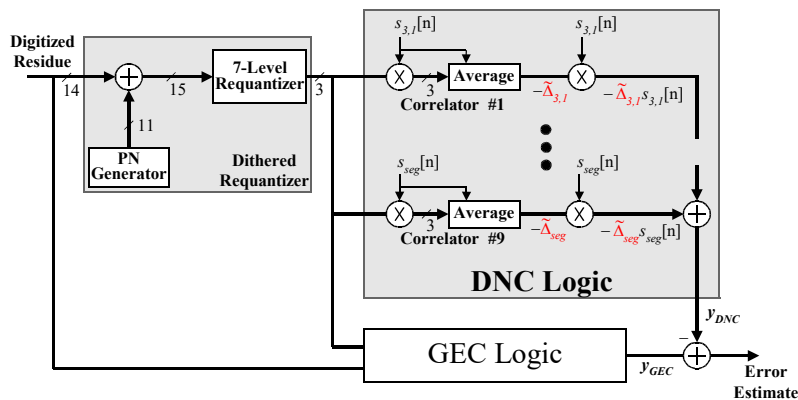 Digitized
Residue
14
+
15
7-Level
Requantizer
3
11
PN
Generator
Dithered
Requantizer
s3,1[n]
s3,1[n]
X
3
Average
X
Correlator #1
−Δ̃3,1
−Δ̃3,1s3,1[n]
sseg[n]
sseg[n]
X
3
Average
X
+
Correlator #9
−Δ̃seg
−Δ̃segsseg[n]
DNC Logic
yDNC
GEC Logic
yGEC
−
+
Error
Estimate